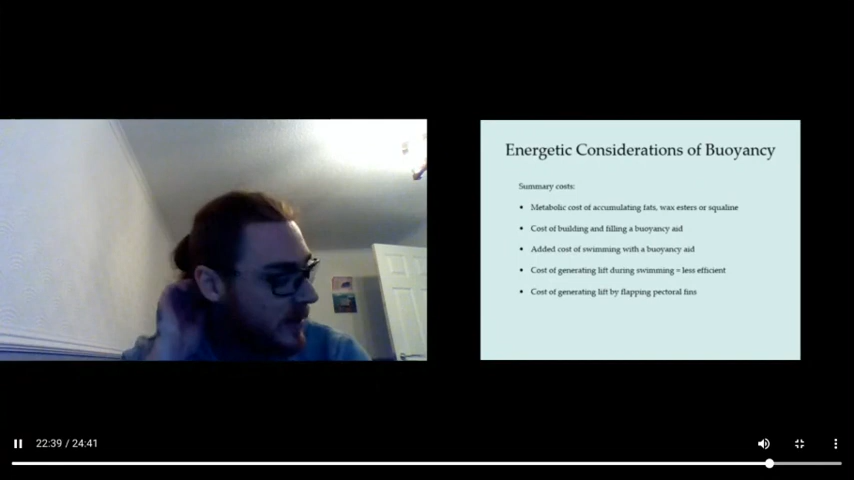 Energetic Considerations of Buoyancy
Summary costs:
• Metabolic cost of accumulating fats, wax esters or squaline
• Cost of building and filling a buoyancy aid
• Added cost of swimming with a buoyancy aid
• Cost of generating lift during swimming = less efficient
• Cost of generating lift by flapping pectoral fins
22:39 / 24:41